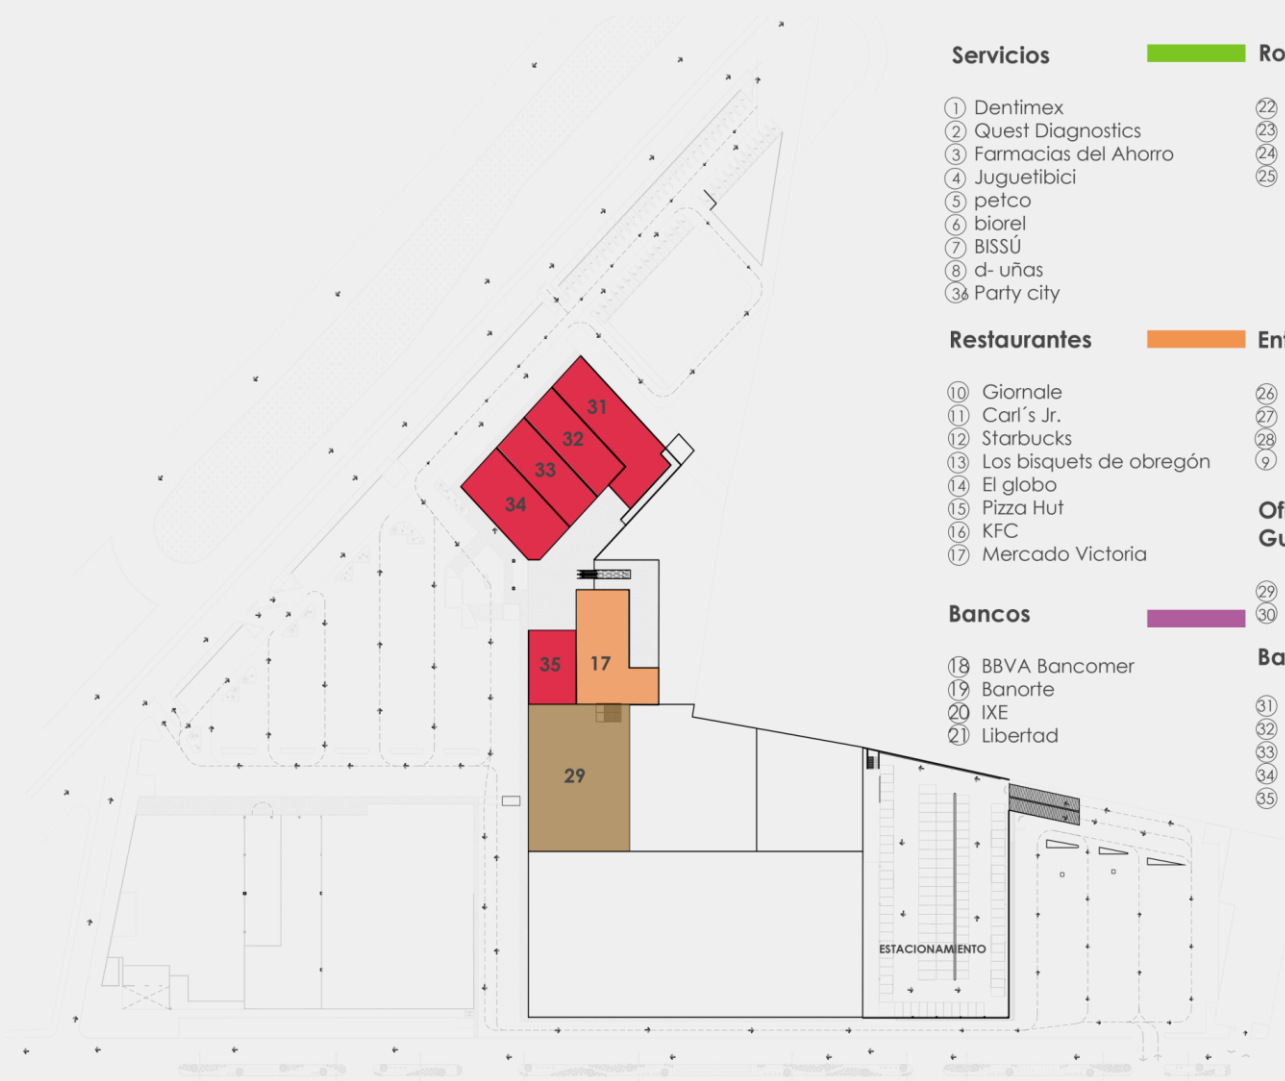 Servicios
1 Dentimex
2 Quest Diagnostics
3 Farmacias del Ahorro
4 Juguetibici
5 petco
6 biorel
7 BISSÚ
8 d- uñas
36 Party city
Restaurantes
10 Giornale
11 Carl´s Jr.
12 Starbucks
13 Los bisquets de obregón
14 El globo
15 Pizza Hut
16 KFC
17 Mercado Victoria
Bancos
18 BBVA Bancomer
19 Banorte
20 IXE
21 Libertad
Ro
22
23
24
25
Ent
26
27
28
9
Ofi
Gu
29
30
Ba
31
32
33
34
35
31
32
33
34
35
17
29
ESTACIONAMIENTO